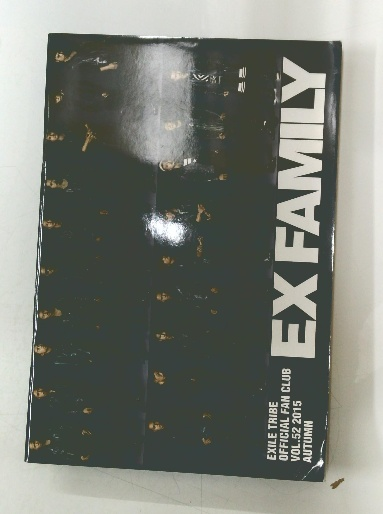 EX FAMILY
EXILE TRIBE
OFFICIAL FAN CLUB
VOL.52 2015
AUTUMN